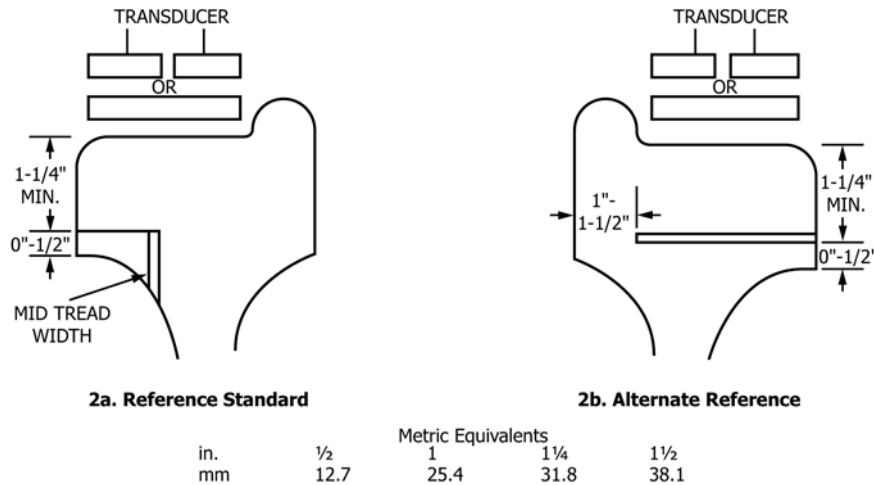 TRANSDUCER
OR
1-1/4"
MIN.
0"-1/2"
MID TREAD
WIDTH
2a. Reference Standard
TRANSDUCER
OR
1"-
1-1/2"
1-1/4"
MIN.
0"-1/2"
2b. Alternate Reference
Metric Equivalents
in. ½ 1 1¼ 1½
mm 12.7 25.4 31.8 38.1